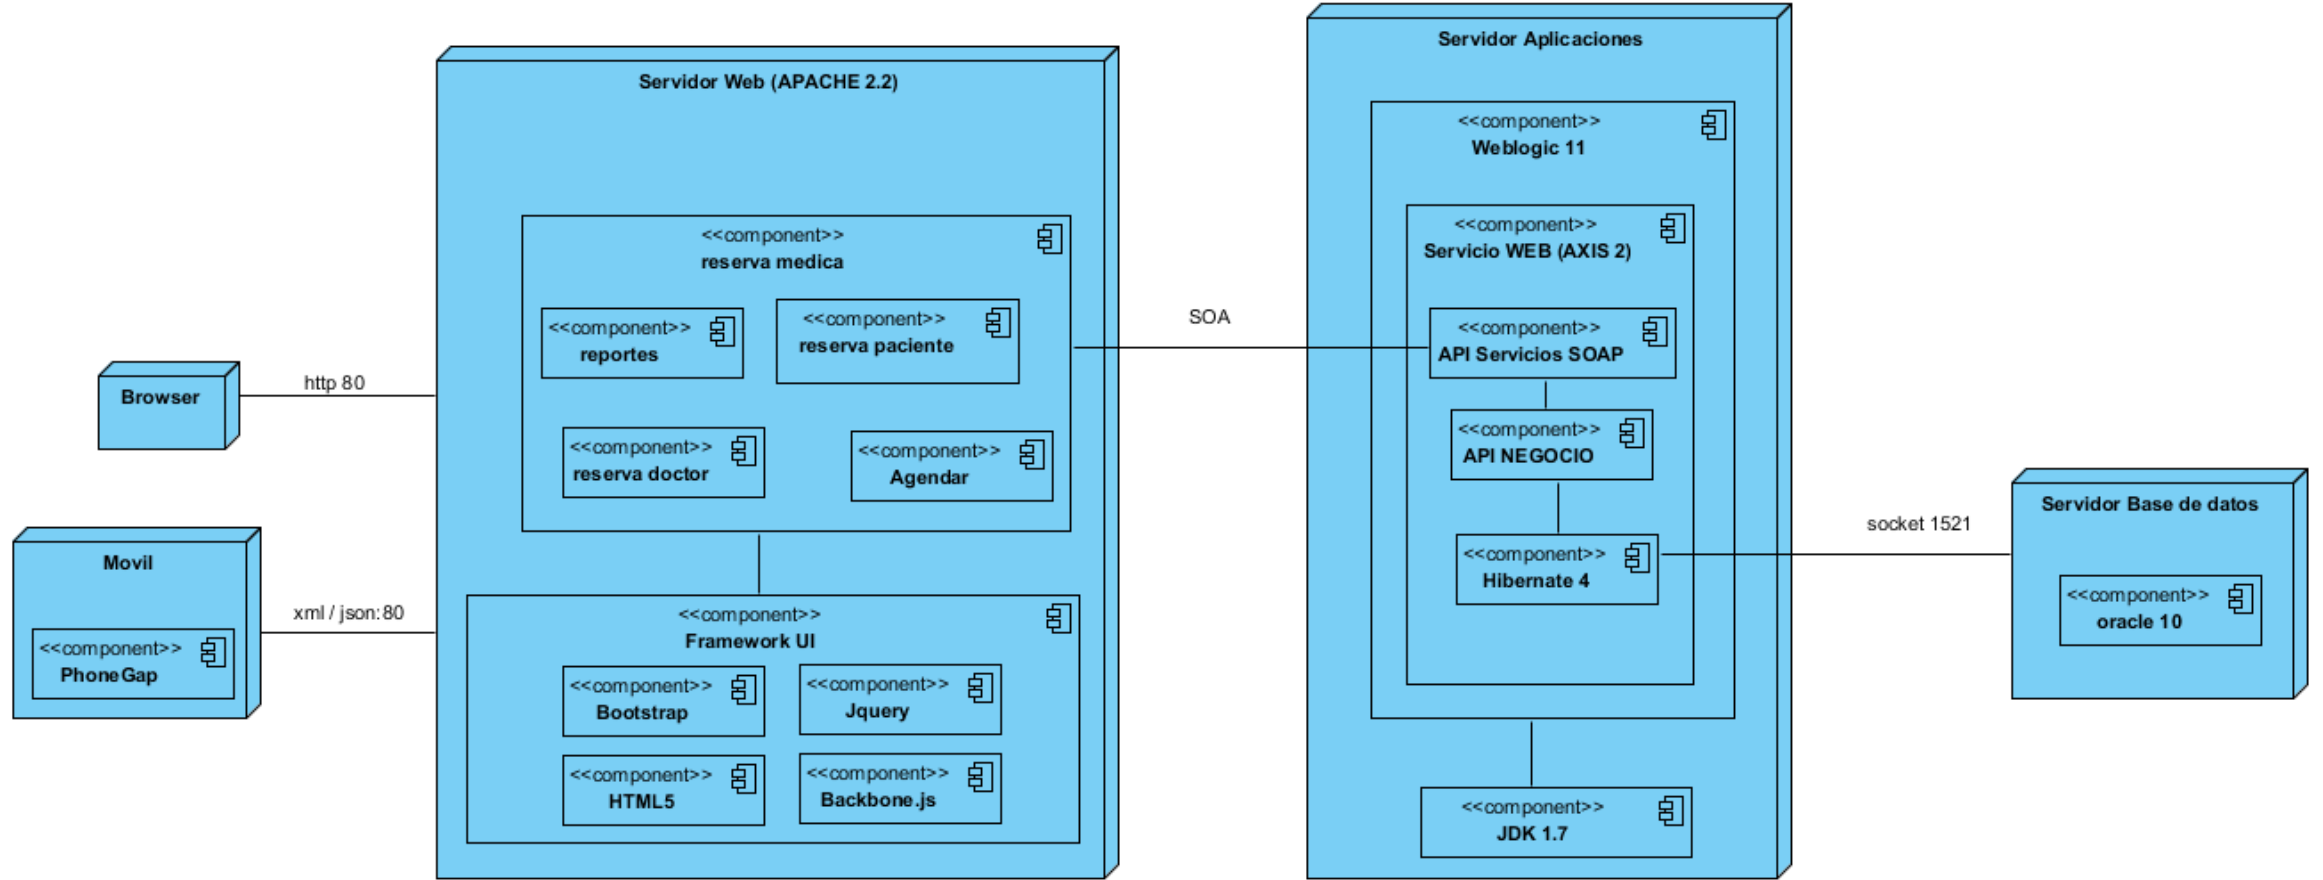 Browser
http 80
Movil
<<component>>
PhoneGap
xml / json:80
Servidor Web (APACHE 2.2)
<<component>>
reserva medica
<<component>>
reportes
<<component>>
reserva paciente
<<component>>
reserva doctor
<<component>>
Agendar
<<component>>
Framework UI
<<component>>
Bootstrap
<<component>>
Jquery
<<component>>
HTML5
<<component>>
Backbone.js
SOA
Servidor Aplicaciones
<<component>>
Weblogic 11
<<component>>
Servicio WEB (AXIS 2)
<<component>>
API Servicios SOAP
<<component>>
API NEGOCIO
<<component>>
Hibernate 4
<<component>>
JDK 1.7
socket 1521
Servidor Base de datos
<<component>>
oracle 10